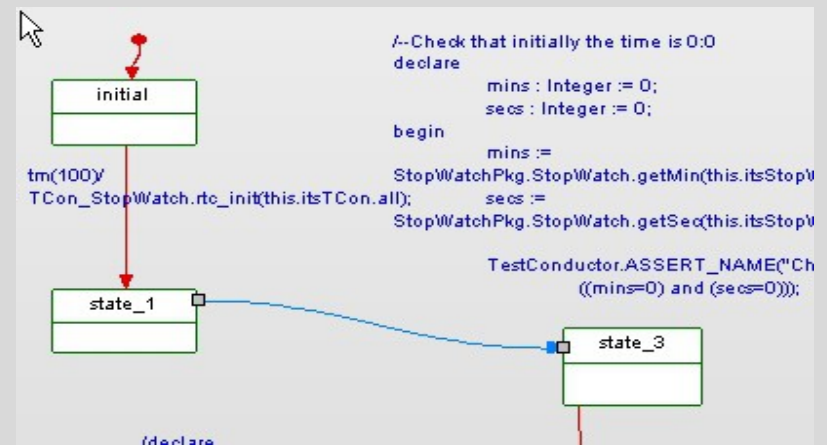 /--Check that initially the time is 0:0
declare
mins : Integer := 0;
secs : Integer := 0;
begin
mins :=
StopWatchPkg.StopWatch.getMin(this.itsStopW
secs :=
StopWatchPkg.StopWatch.getSec(this.itsStopW
TestConductor.ASSERT_NAME("Ch
((mins=0) and (secs=0)));
initial
tm(100)/
TCon_StopWatch.rtc_init(this.itsTCon.all);
state_1
state_3
/declare